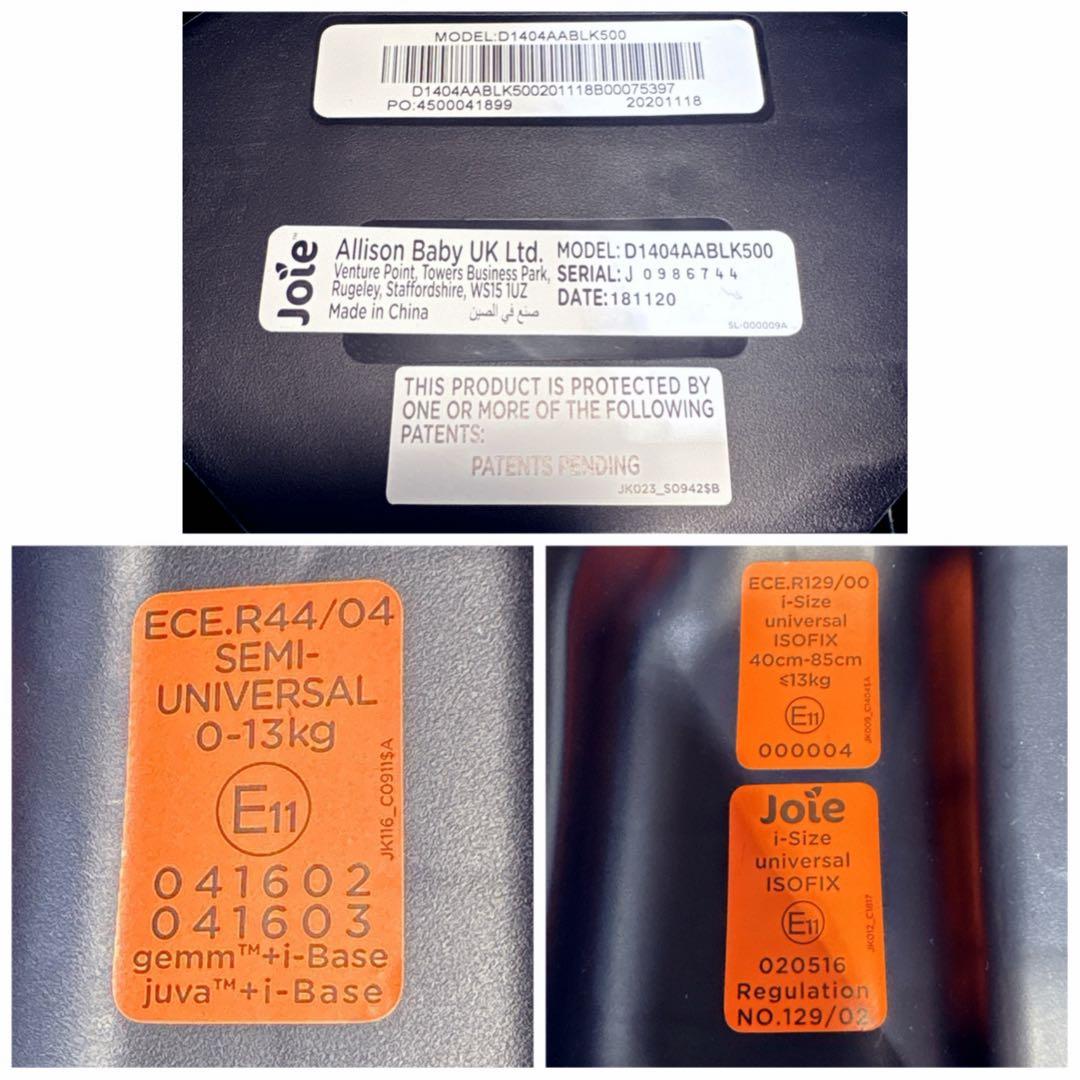 MODEL:D1404AABLK500
D1404AABLK500201118B00075397
PO:4500041899 20201118
Joie™
Allison Baby UK Ltd.
Venture Point, Towers Business Park,
Rugeley, Staffordshire, WS15 1UZ
Made in China صنع في الصين
MODEL: D1404AABLK500
SERIAL: J 0986744
DATE:181120
SL-000009A
THIS PRODUCT IS PROTECTED BY
ONE OR MORE OF THE FOLLOWING
PATENTS:
PATENTS PENDING
JK023_S0942$B
ECE.R44/04
SEMI-
UNIVERSAL
0-13kg
E11
041602
041603
gemm™+i-Base
juva™+i-Base
JK116_C0911$A
ECE.R129/00
i-Size
universal
ISOFIX
40cm-85cm
≤13kg
E11
000004
JK009_C1404$A
Joie
i-Size
universal
ISOFIX
E11
020516
Regulation
NO.129/02
JK012_C1817